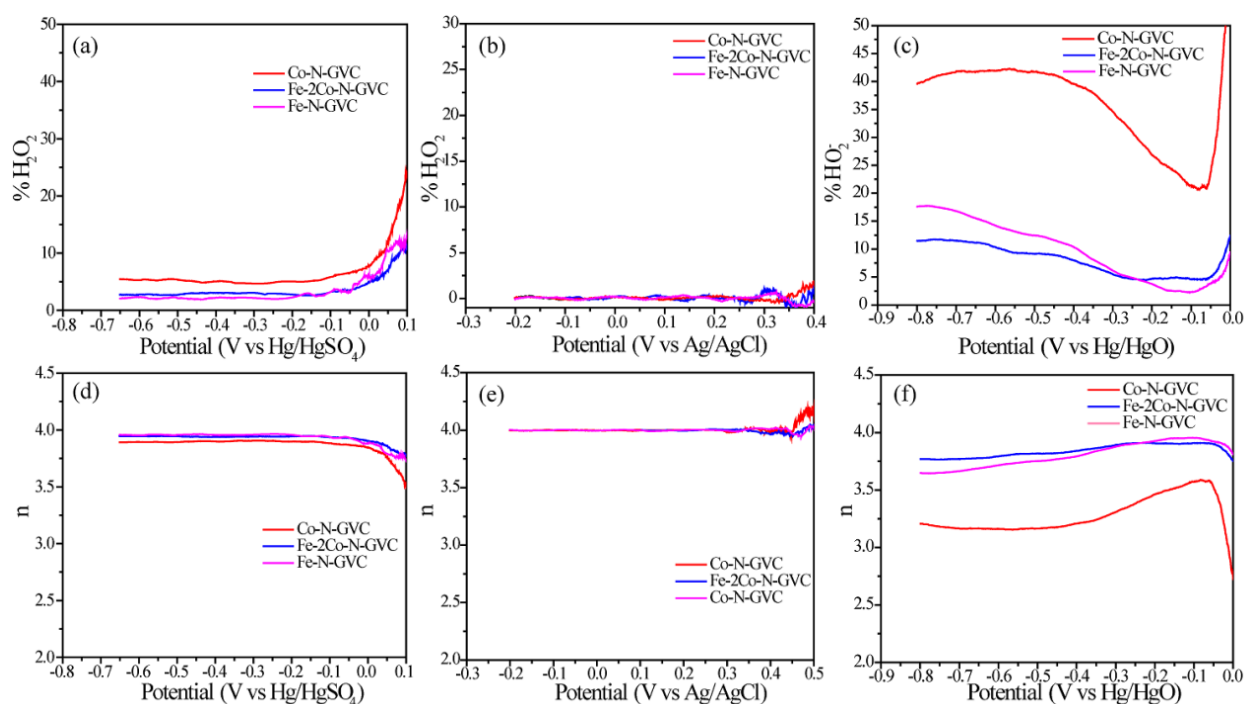 (a)
Co-N-GVC
Fe-2Co-N-GVC
Fe-N-GVC
% H₂O₂
50
40
30
20
10
0
-0.8 -0.7 -0.6 -0.5 -0.4 -0.3 -0.2 -0.1 0.0 0.1
Potential (V vs Hg/HgSO₄)
(b)
Co-N-GVC
Fe-2Co-N-GVC
Fe-N-GVC
% H₂O₂
30
25
20
15
10
5
0
-0.3 -0.2 -0.1 0.0 0.1 0.2 0.3 0.4
Potential (V vs Ag/AgCl)
(c)
Co-N-GVC
Fe-2Co-N-GVC
Fe-N-GVC
% HO₂⁻
50
45
40
35
30
25
20
15
10
5
0
-0.9 -0.8 -0.7 -0.6 -0.5 -0.4 -0.3 -0.2 -0.1 0.0
Potential (V vs Hg/HgO)
(d)
n
4.5
4.0
3.5
3.0
2.5
2.0
Co-N-GVC
Fe-2Co-N-GVC
Fe-N-GVC
-0.8 -0.7 -0.6 -0.5 -0.4 -0.3 -0.2 -0.1 0.0 0.1
Potential (V vs Hg/HgSO₄)
(e)
n
4.5
4.0
3.5
3.0
2.5
2.0
Co-N-GVC
Fe-2Co-N-GVC
Co-N-GVC
-0.3 -0.2 -0.1 0.0 0.1 0.2 0.3 0.4 0.5
Potential (V vs Ag/AgCl)
(f)
Co-N-GVC
Fe-2Co-N-GVC
Fe-N-GVC
n
4.5
4.0
3.5
3.0
2.5
2.0
-0.9 -0.8 -0.7 -0.6 -0.5 -0.4 -0.3 -0.2 -0.1 0.0
Potential (V vs Hg/HgO)